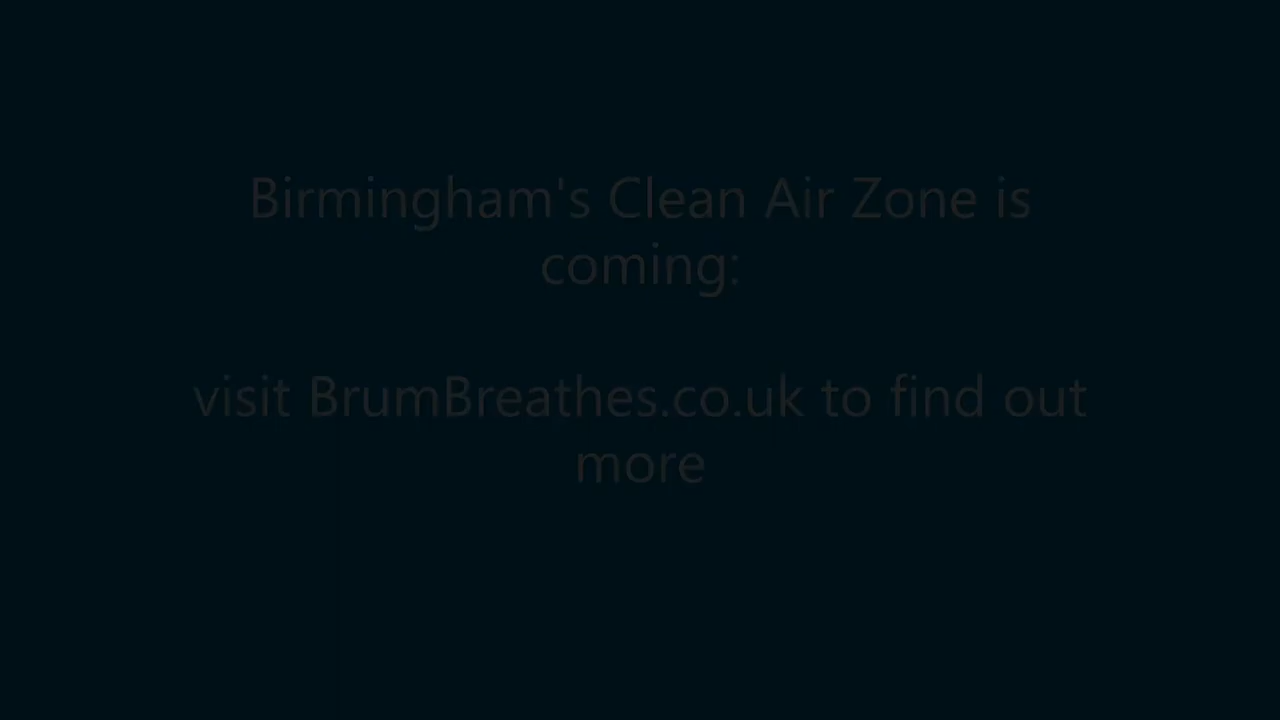 Birmingham's Clean Air Zone is
coming:
visit BrumBreathes.co.uk to find out
more